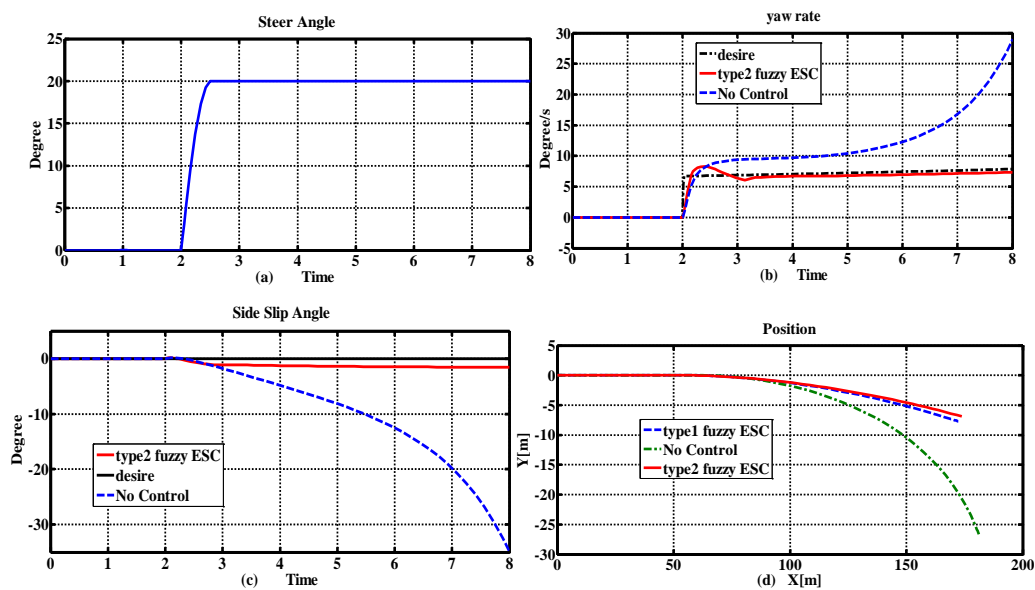 Steer Angle
25
20
15
10
5
0
Degree
0 1 2 3 4 5 6 7 8
(a) Time
yaw rate
30
25
20
15
10
5
0
-5
Degree/s
desire
type2 fuzzy ESC
No Control
0 1 2 3 4 5 6 7 8
(b) Time
Side Slip Angle
0
-10
-20
-30
Degree
type2 fuzzy ESC
desire
No Control
0 1 2 3 4 5 6 7 8
(c) Time
Position
5
0
-5
-10
-15
-20
-25
-30
Y[m]
type1 fuzzy ESC
No Control
type2 fuzzy ESC
0 50 100 150 200
(d) X[m]